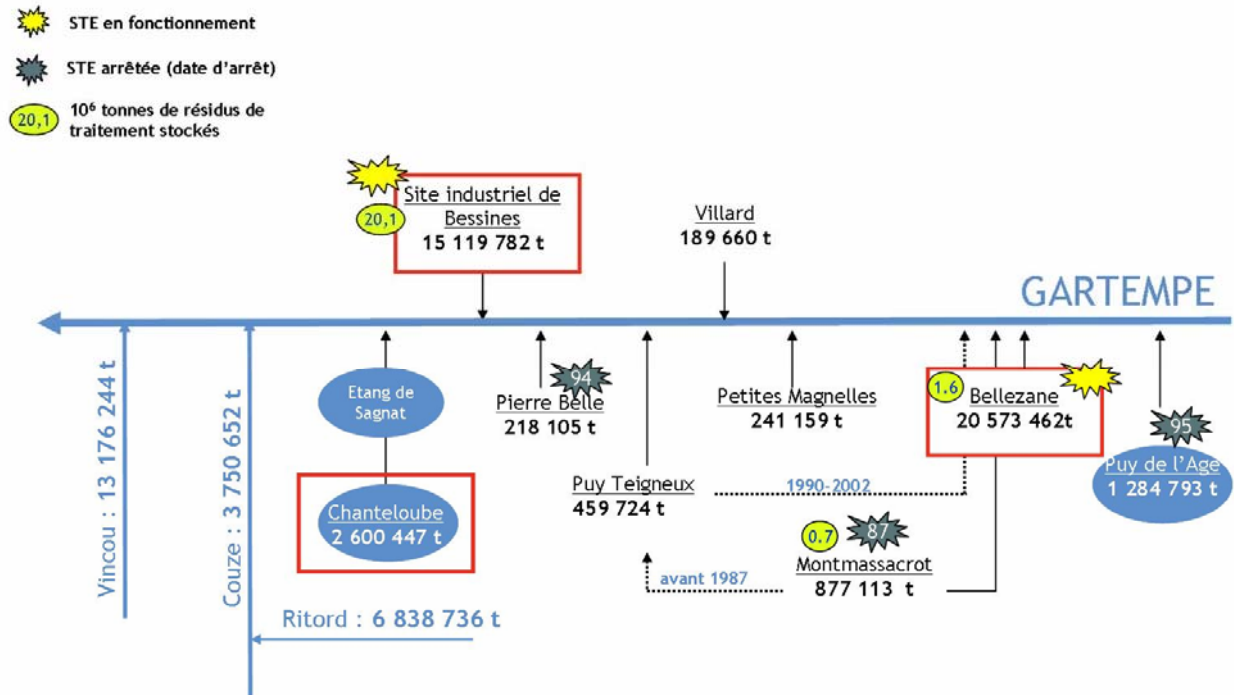 STE en fonctionnement
STE arrêtée (date d'arrêt)
20,1
10⁶ tonnes de résidus de
traitement stockés
Site industriel de
Bessines
15 119 782 t
20,1
Villard
189 660 t
GARTEMPE
Vincou : 13 176 244 t
Couze : 3 750 652 t
Ritord : 6 838 736 t
Etang de
Sagnat
Chanteloube
2 600 447 t
94
Pierre Belle
218 105 t
Puy Teigneux
459 724 t
1990-2002
Petites Magnelles
241 159 t
avant 1987
0.7
87
Montmassacrot
877 113 t
1.6
Bellezane
20 573 462t
95
Puy de l'Age
1 284 793 t